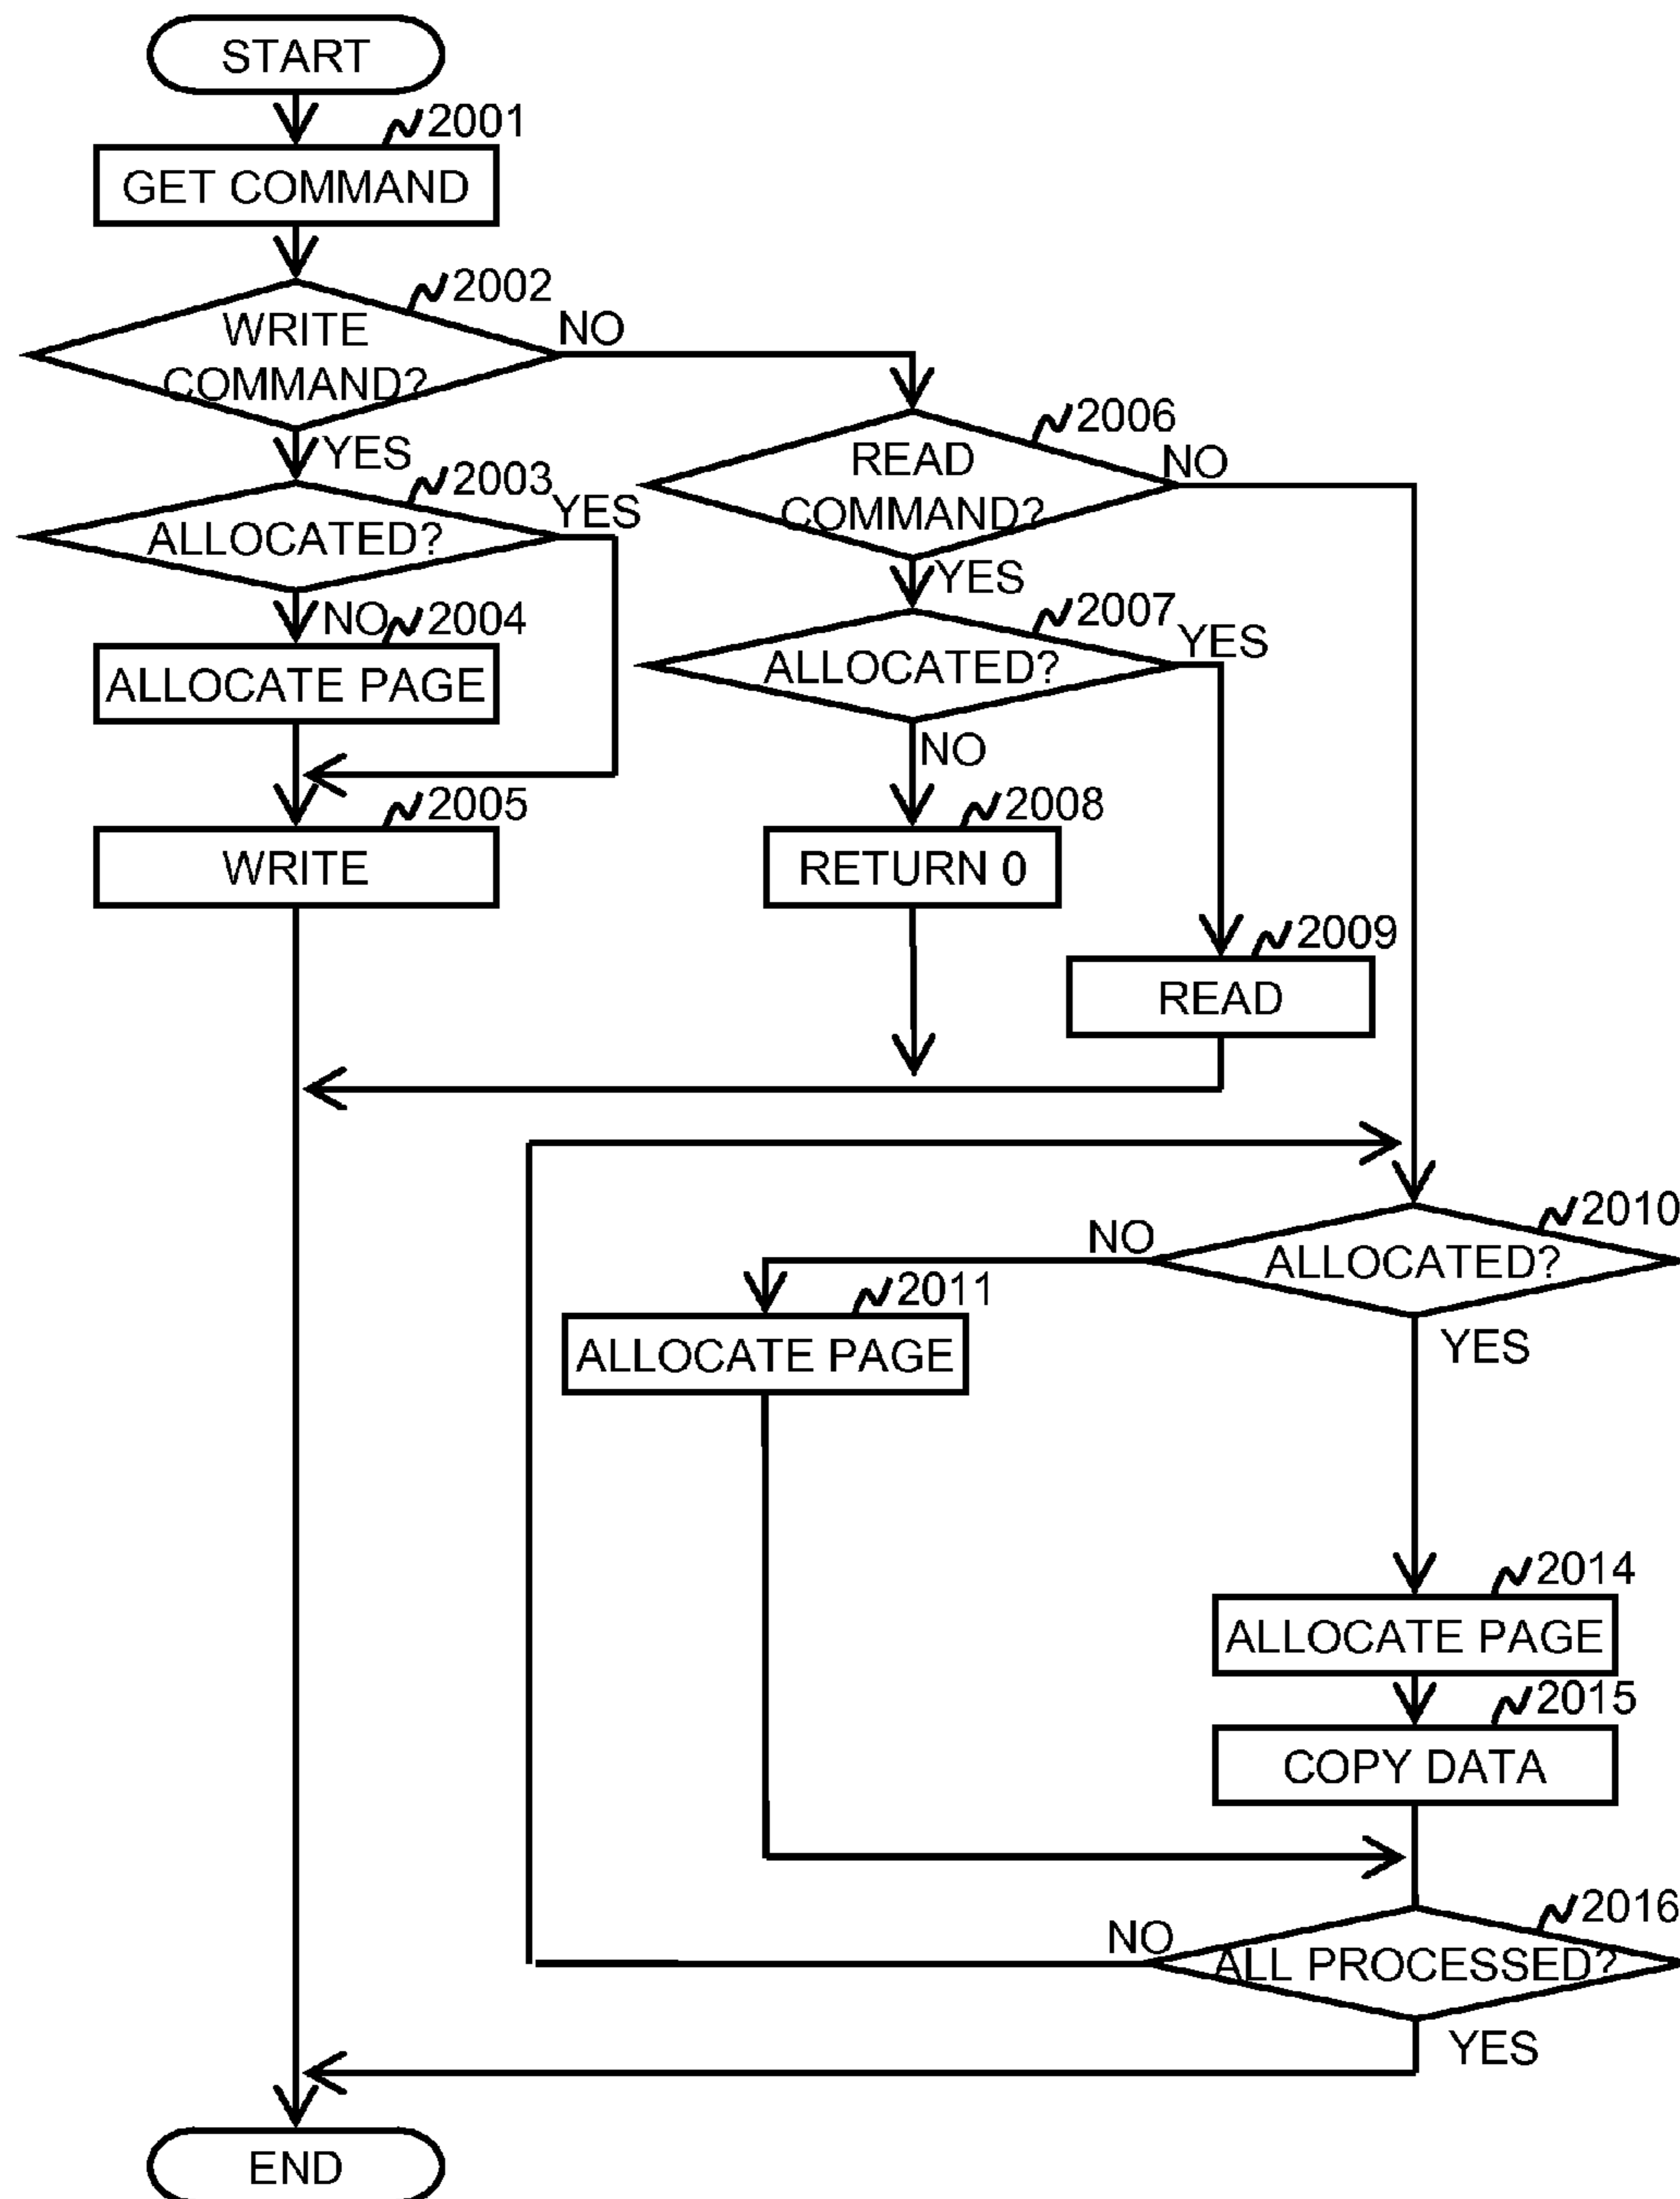 START
2001
GET COMMAND
2002
WRITE
COMMAND?
NO
YES
2003
ALLOCATED?
YES
NO
2004
ALLOCATE PAGE
2005
WRITE
2006
READ
COMMAND?
NO
YES
2007
ALLOCATED?
YES
NO
2008
RETURN 0
2009
READ
2010
ALLOCATED?
NO
YES
2011
ALLOCATE PAGE
2014
ALLOCATE PAGE
2015
COPY DATA
2016
ALL PROCESSED?
NO
YES
END